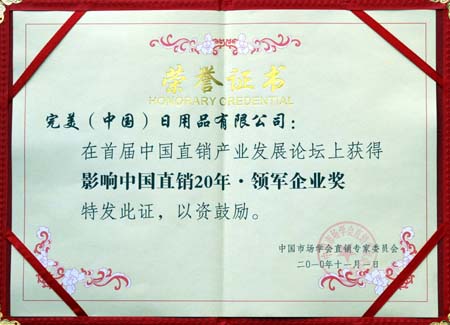 荣誉证书
HONORARY CREDENTIAL
完美（中国）日用品有限公司：
在首届中国直销产业发展论坛上获得
影响中国直销20年·领军企业奖
特发此证，以资鼓励。
中国市场学会直销专家委员会
二〇一〇年十一月一日